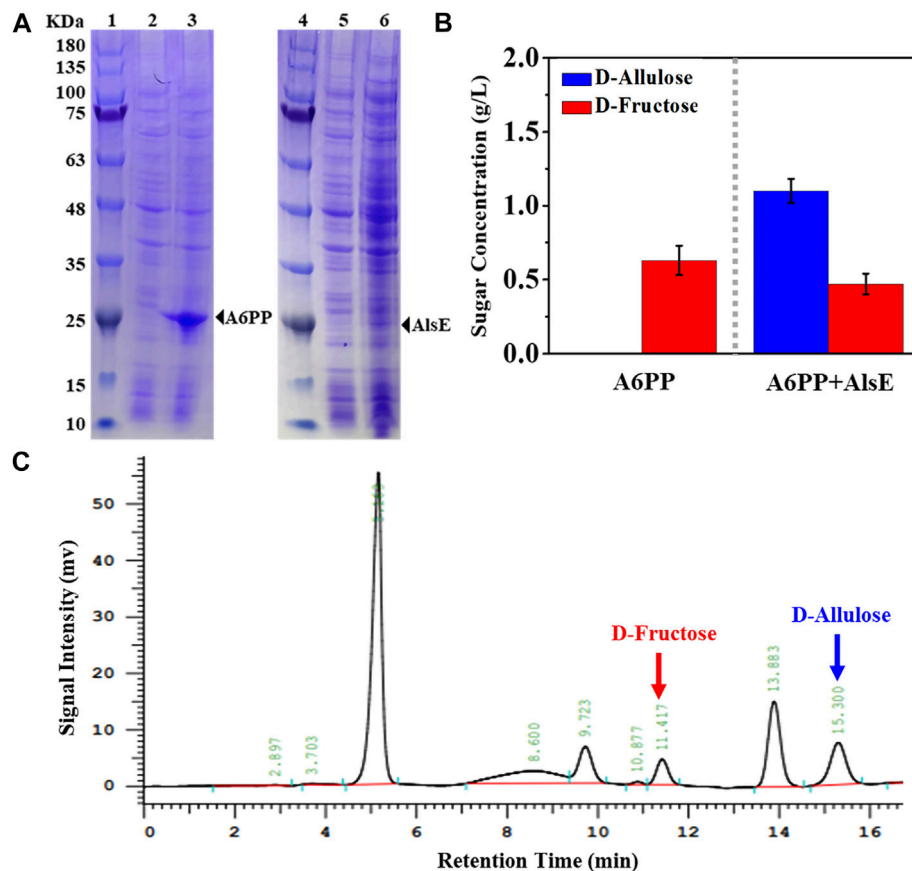 A
KDa 1 2 3 4 5 6
180
135
100
75
63
48
35
25
15
10
A6PP
AlsE
B
Sugar Concentration (g/L)
2.0
1.5
1.0
0.5
0.0
D-Allulose
D-Fructose
A6PP A6PP+AlsE
C
Signal Intensity (mv)
50
40
30
20
10
0
2.897
3.703
8.600
9.723
10.877
11.417
13.883
15.300
D-Fructose
D-Allulose
0 2 4 6 8 10 12 14 16
Retention Time (min)